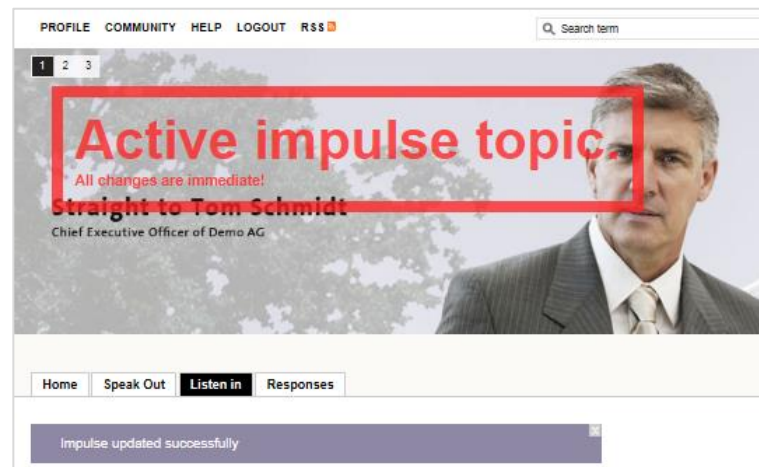 PROFILE COMMUNITY HELP LOGOUT RSS
Search term
1 2 3
Active impulse topic.
All changes are immediate!
Straight to Tom Schmidt
Chief Executive Officer of Demo AG
Home Speak Out Listen in Responses
Impulse updated successfully